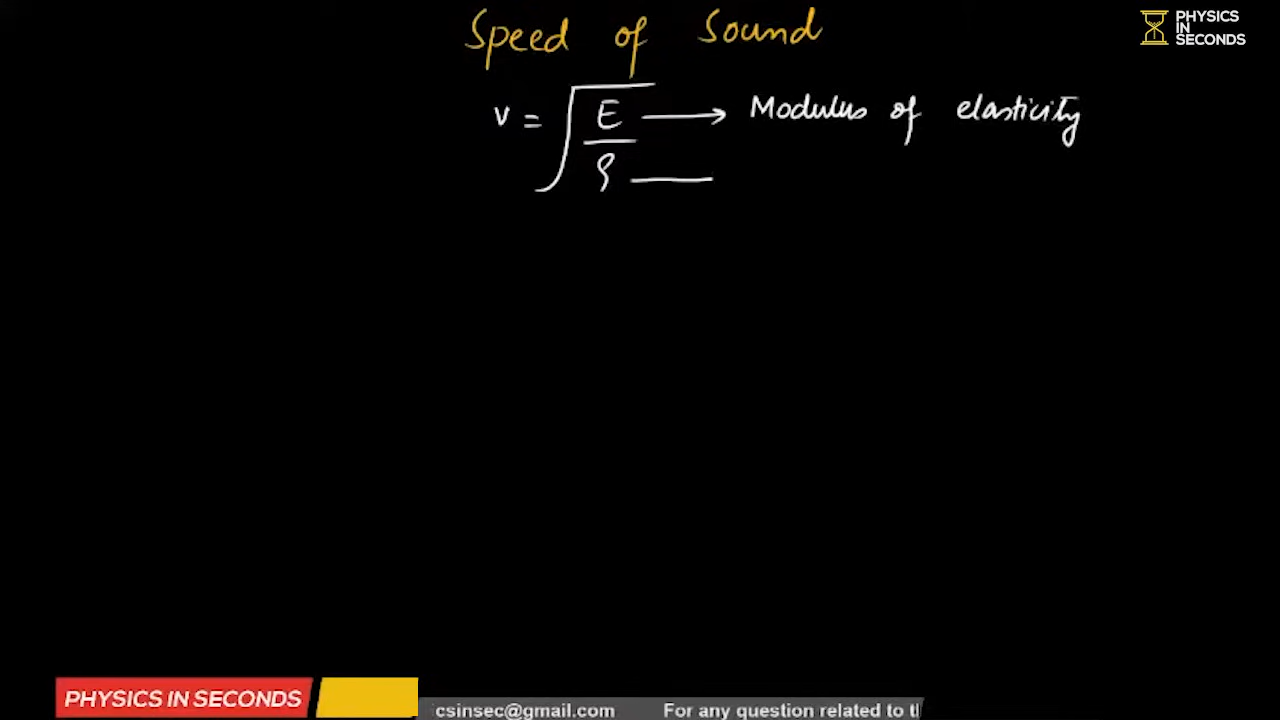 Speed of Sound
PHYSICS
IN
SECONDS
v = √(E/ρ) → Modulus of elasticity
PHYSICS IN SECONDS
csinsec@gmail.com For any question related to